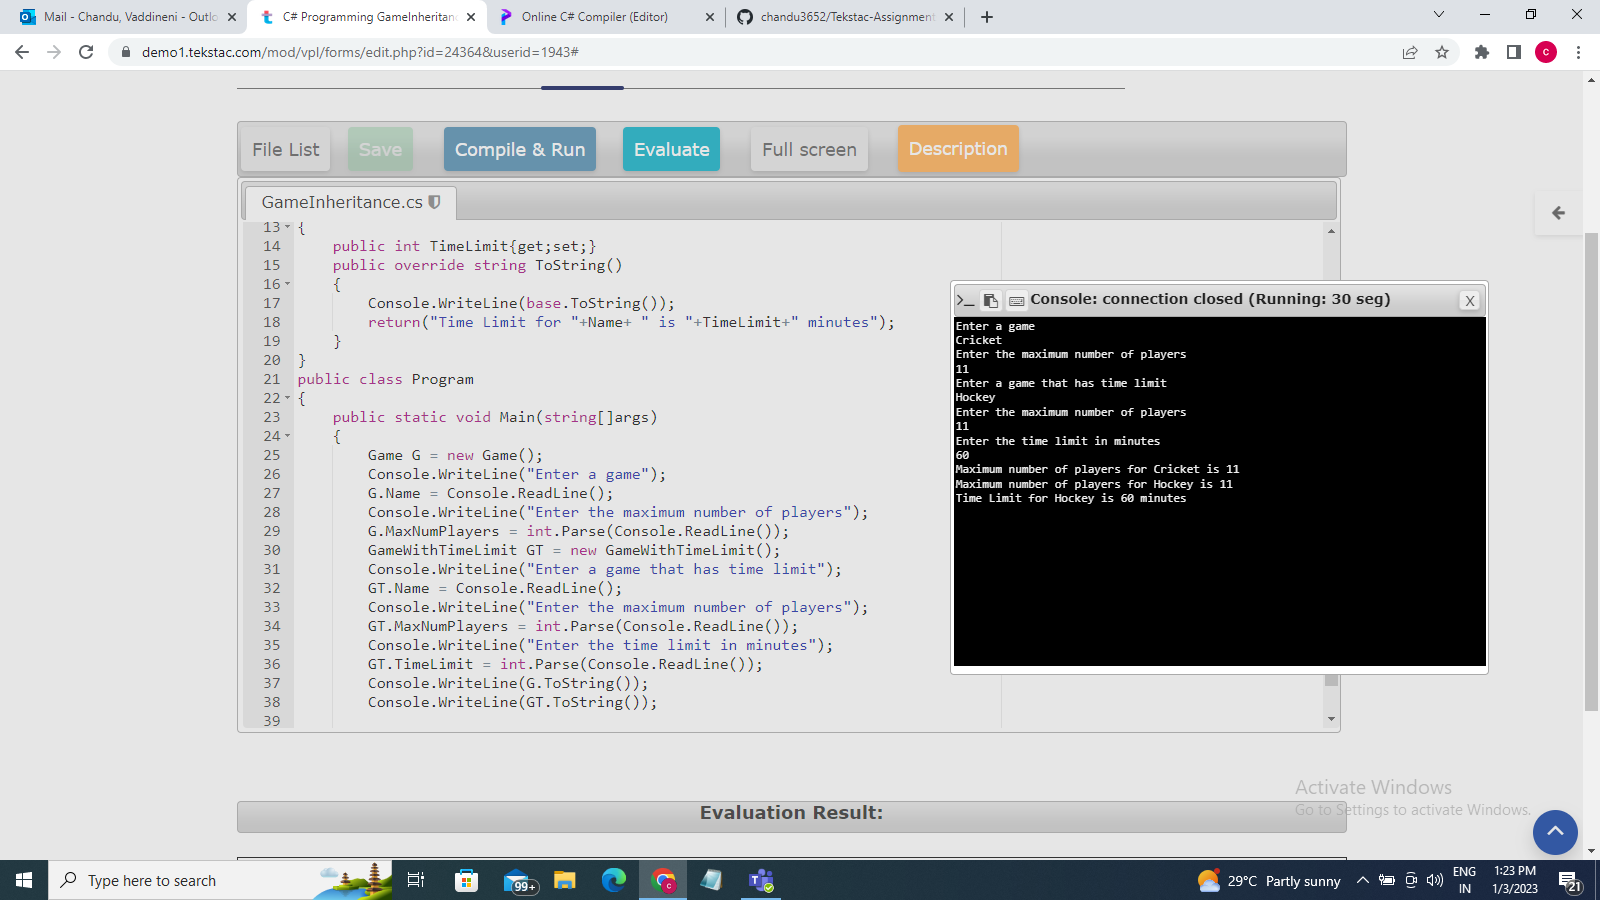 Mail - Chandu, Vaddineni - Outlo
C# Programming GameInheritanc
Online C# Compiler (Editor)
chandu3652/Tekstac-Assignment
demo1.tekstac.com/mod/vpl/forms/edit.php?id=24364&userid=1943#
C
File List
Save
Compile & Run
Evaluate
Full screen
Description
GameInheritance.cs
13 {
14 public int TimeLimit{get;set;}
15 public override string ToString()
16 {
17 Console.WriteLine(base.ToString());
18 return("Time Limit for "+Name+ " is "+TimeLimit+" minutes");
19 }
20 }
21 public class Program
22 {
23 public static void Main(string[]args)
24 {
25 Game G = new Game();
26 Console.WriteLine("Enter a game");
27 G.Name = Console.ReadLine();
28 Console.WriteLine("Enter the maximum number of players");
29 G.MaxNumPlayers = int.Parse(Console.ReadLine());
30 GameWithTimeLimit GT = new GameWithTimeLimit();
31 Console.WriteLine("Enter a game that has time limit");
32 GT.Name = Console.ReadLine();
33 Console.WriteLine("Enter the maximum number of players");
34 GT.MaxNumPlayers = int.Parse(Console.ReadLine());
35 Console.WriteLine("Enter the time limit in minutes");
36 GT.TimeLimit = int.Parse(Console.ReadLine());
37 Console.WriteLine(G.ToString());
38 Console.WriteLine(GT.ToString());
39
Console: connection closed (Running: 30 seg)
X
Enter a game
Cricket
Enter the maximum number of players
11
Enter a game that has time limit
Hockey
Enter the maximum number of players
11
Enter the time limit in minutes
60
Maximum number of players for Cricket is 11
Maximum number of players for Hockey is 11
Time Limit for Hockey is 60 minutes
Evaluation Result:
Activate Windows
Go to Settings to activate Windows.
Type here to search
99+
29°C Partly sunny
ENG
IN
1:23 PM
1/3/2023
21